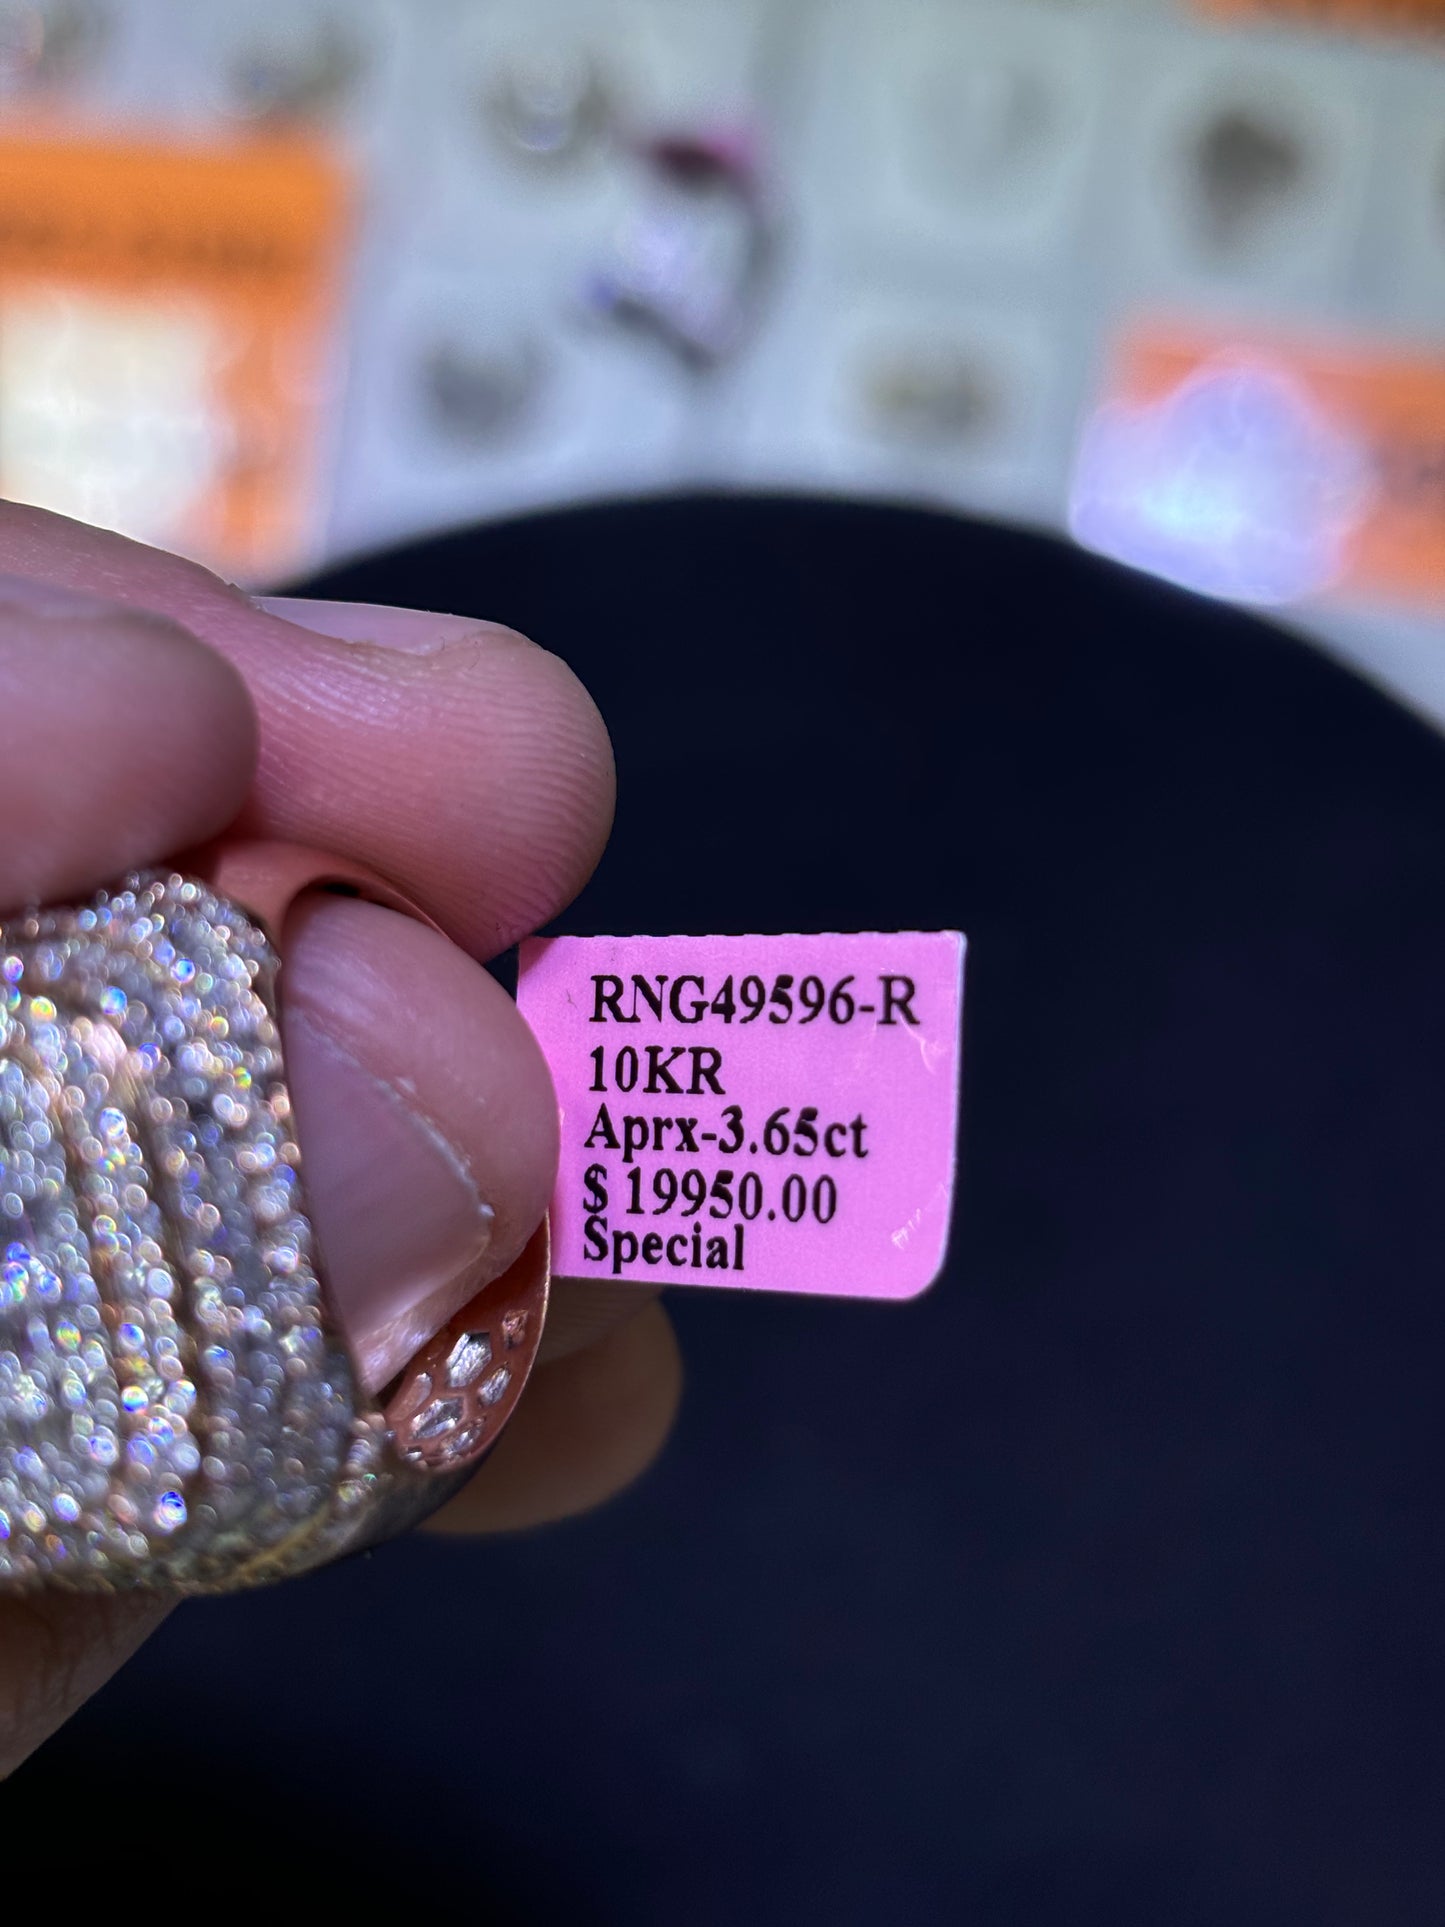 RNG49596-R
10KR
Aprx-3.65ct
$ 19950.00
Special